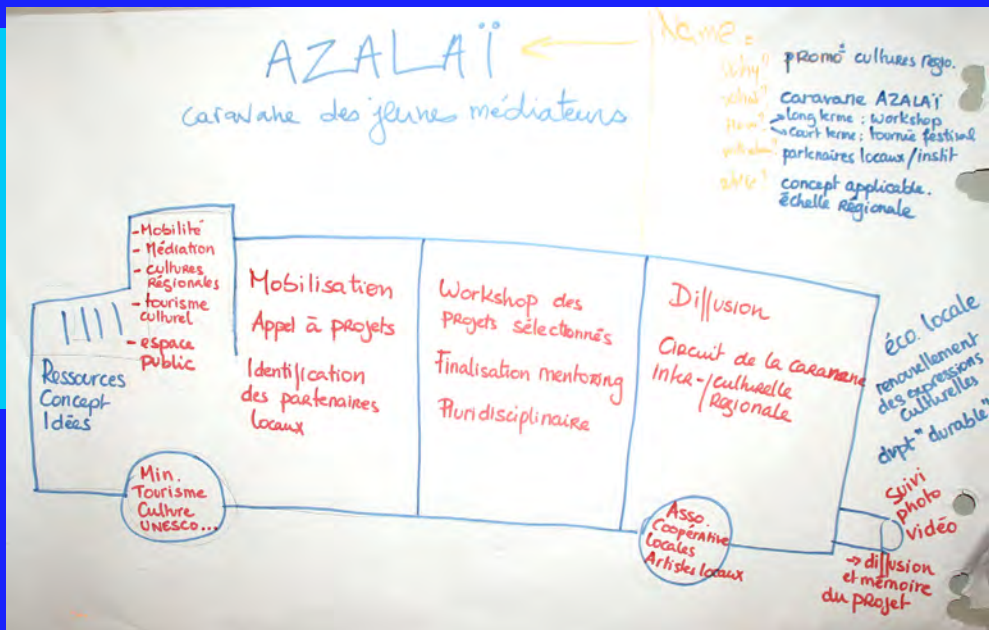 AZALAÏ
caravane des jeunes médiateurs
Name =
"Why"
promo° cultures régio.
"what"
caravane AZALAÏ
"How"
→ long terme : workshop
→ court terme : tournée festival
partenaires locaux/instit
concept applicable.
échelle Régionale
- Mobilité
- Médiation
- cultures
Régionales
- tourisme
culturel
- espace
public
Ressources
Concept
Idées
Mobilisation
Appel à projets
Identification
des partenaires
locaux
Workshop des
projets sélectionnés
Finalisation mentoring
Pluridisciplinaire
Diffusion
Circuit de la caravane
Inter-/culturelle
Régionale
éco. locale
renouvellement
des expressions
culturelles
dvpt" durable"
Min.
Tourisme
Culture
UNESCO...
Asso.
Coopérative
Locales
Artistes locaux
Suivi
photo
vidéo
→ diffusion
et mémoire
du projet